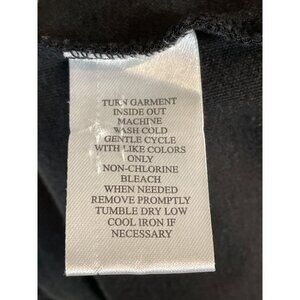 TURN GARMENT
INSIDE OUT
MACHINE
WASH COLD
GENTLE CYCLE
WITH LIKE COLORS
ONLY
NON-CHLORINE
BLEACH
WHEN NEEDED
REMOVE PROMPTLY
TUMBLE DRY LOW
COOL IRON IF
NECESSARY